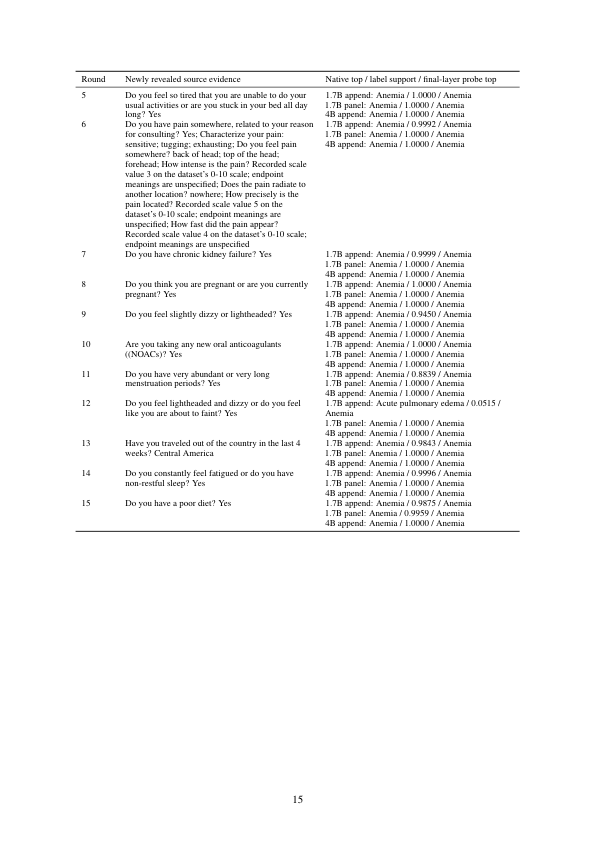 Round Newly revealed source evidence Native top / label support / final-layer probe top
5 Do you feel so tired that you are unable to do your 1.7B append: Anemia / 1.0000 / Anemia
usual activities or are you stuck in your bed all day 1.7B panel: Anemia / 1.0000 / Anemia
long? Yes 4B append: Anemia / 1.0000 / Anemia
6 Do you have pain somewhere, related to your reason 1.7B append: Anemia / 0.9992 / Anemia
for consulting? Yes; Characterize your pain: 1.7B panel: Anemia / 1.0000 / Anemia
sensitive; tugging; exhausting; Do you feel pain 4B append: Anemia / 1.0000 / Anemia
somewhere? back of head; top of the head;
forehead; How intense is the pain? Recorded scale
value 3 on the dataset's 0-10 scale; endpoint
meanings are unspecified; Does the pain radiate to
another location? nowhere; How precisely is the
pain located? Recorded scale value 5 on the
dataset's 0-10 scale; endpoint meanings are
unspecified; How fast did the pain appear?
Recorded scale value 4 on the dataset's 0-10 scale;
endpoint meanings are unspecified
7 Do you have chronic kidney failure? Yes 1.7B append: Anemia / 0.9999 / Anemia
1.7B panel: Anemia / 1.0000 / Anemia
4B append: Anemia / 1.0000 / Anemia
8 Do you think you are pregnant or are you currently 1.7B append: Anemia / 1.0000 / Anemia
pregnant? Yes 1.7B panel: Anemia / 1.0000 / Anemia
4B append: Anemia / 1.0000 / Anemia
9 Do you feel slightly dizzy or lightheaded? Yes 1.7B append: Anemia / 0.9450 / Anemia
1.7B panel: Anemia / 1.0000 / Anemia
4B append: Anemia / 1.0000 / Anemia
10 Are you taking any new oral anticoagulants 1.7B append: Anemia / 1.0000 / Anemia
((NOACs)? Yes 1.7B panel: Anemia / 1.0000 / Anemia
4B append: Anemia / 1.0000 / Anemia
11 Do you have very abundant or very long 1.7B append: Anemia / 0.8839 / Anemia
menstruation periods? Yes 1.7B panel: Anemia / 1.0000 / Anemia
4B append: Anemia / 1.0000 / Anemia
12 Do you feel lightheaded and dizzy or do you feel 1.7B append: Acute pulmonary edema / 0.0515 /
like you are about to faint? Yes Anemia
1.7B panel: Anemia / 1.0000 / Anemia
4B append: Anemia / 1.0000 / Anemia
13 Have you traveled out of the country in the last 4 1.7B append: Anemia / 0.9843 / Anemia
weeks? Central America 1.7B panel: Anemia / 1.0000 / Anemia
4B append: Anemia / 1.0000 / Anemia
14 Do you constantly feel fatigued or do you have 1.7B append: Anemia / 0.9996 / Anemia
non-restful sleep? Yes 1.7B panel: Anemia / 1.0000 / Anemia
4B append: Anemia / 1.0000 / Anemia
15 Do you have a poor diet? Yes 1.7B append: Anemia / 0.9875 / Anemia
1.7B panel: Anemia / 0.9959 / Anemia
4B append: Anemia / 1.0000 / Anemia
15